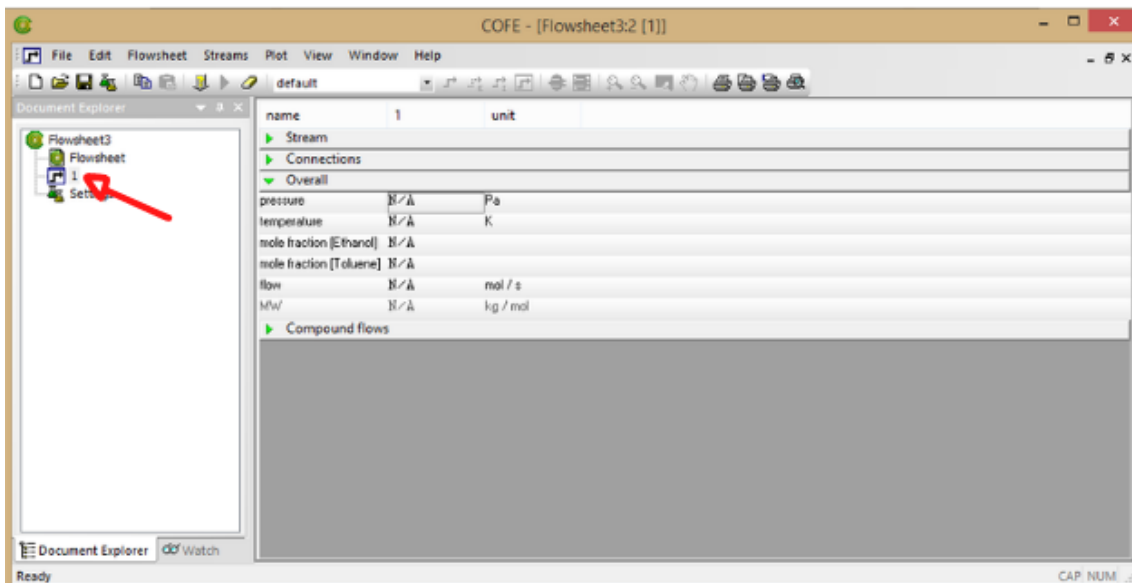 COFE - [Flowsheet3:2 [1]]
File Edit Flowsheet Streams Plot View Window Help
default
Document Explorer
Flowsheet3
Flowsheet
1
name 1 unit
Stream
Connections
Overall
pressure N/A Pa
temperature N/A K
mole fraction [Ethanol] N/A
mole fraction [Toluene] N/A
flow N/A mol / s
MW N/A kg / mol
Compound flows
Document Explorer Watch
Ready CAP NUM